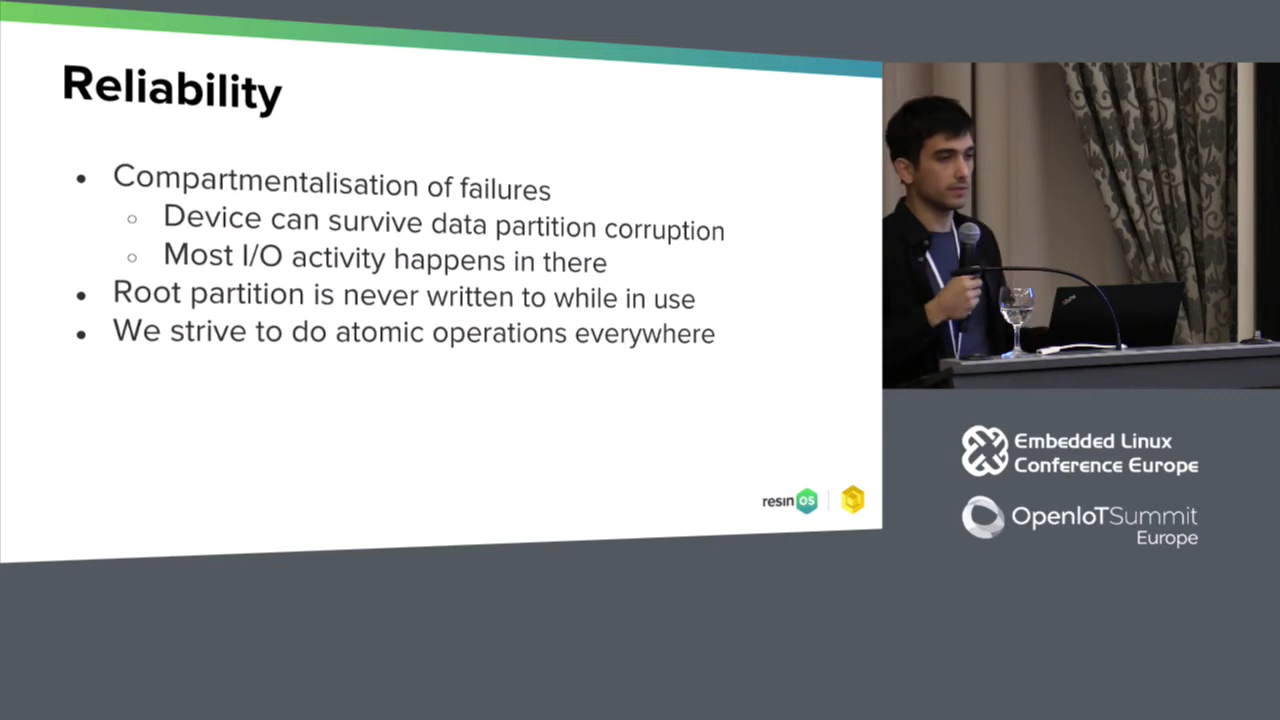 Reliability
• Compartmentalisation of failures
○ Device can survive data partition corruption
○ Most I/O activity happens in there
• Root partition is never written to while in use
• We strive to do atomic operations everywhere
resin OS
Embedded Linux
Conference Europe
OpenIoTSummit
Europe